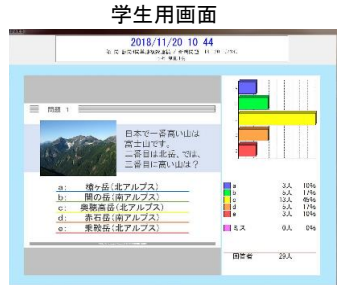 学生用画面
2018/11/20 10 44
問題 1
日本で一番高い山は
富士山です。
二番目は北岳、では、
三番目に高い山は?
a: 槍ヶ岳(北アルプス)
b: 間の岳(南アルプス)
c: 奥穂高岳(北アルプス)
d: 赤石岳(南アルプス)
e: 乗鞍岳(北アルプス)
a 3人 10%
b 5人 17%
c 13人 45%
d 5人 17%
e 3人 10%
ミス 0人 0%
回答者 29人